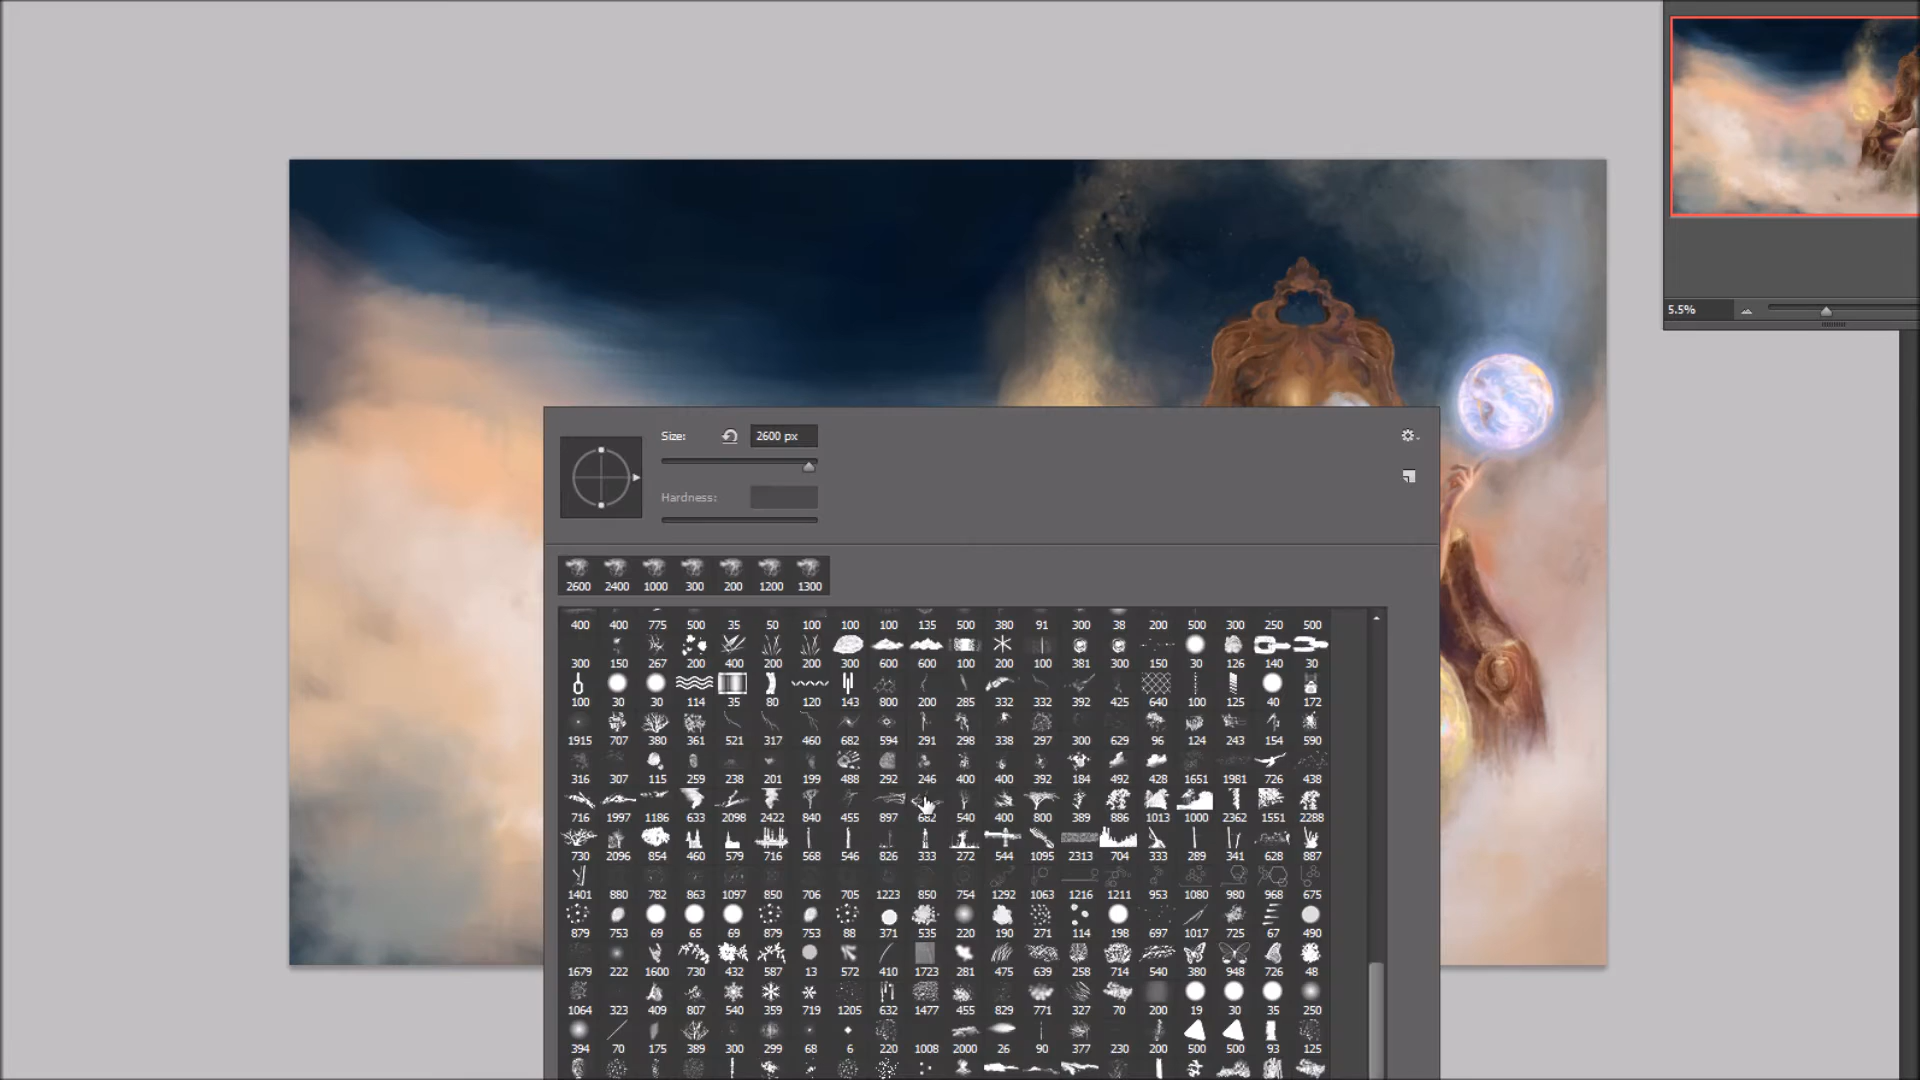 5.5%
Size: 2600 px
Hardness:
2600 2400 1000 300 200 1200 1300
400 400 775 500 35 50 100 100 100 135 500 380 91 300 38 200 500 300 250 500
300 150 267 200 400 200 200 300 600 600 100 200 100 381 300 150 30 126 140 30
100 30 30 114 35 80 120 143 800 200 285 332 332 392 425 640 100 125 40 172
1915 707 380 361 521 317 460 682 594 291 298 338 297 300 629 96 124 243 154 590
316 307 115 259 238 201 199 488 292 246 400 400 392 184 492 428 1651 1981 726 438
716 1997 1186 633 2098 2422 840 455 897 682 540 400 800 389 886 1013 1000 2362 1551 2288
730 2096 854 460 579 716 568 546 826 333 272 544 1095 2313 704 333 289 341 628 887
1401 880 782 863 1097 850 706 705 1223 850 754 1292 1063 1216 1211 953 1080 980 968 675
879 753 69 65 69 879 753 88 371 535 220 190 271 114 198 697 1017 725 67 490
1679 222 1600 730 432 587 13 572 410 1723 281 475 639 258 714 540 380 948 726 48
1064 323 409 807 540 359 719 1205 632 1477 455 829 771 327 70 200 19 30 35 250
394 70 175 389 300 299 68 6 220 1008 2000 26 90 377 230 200 500 500 93 125